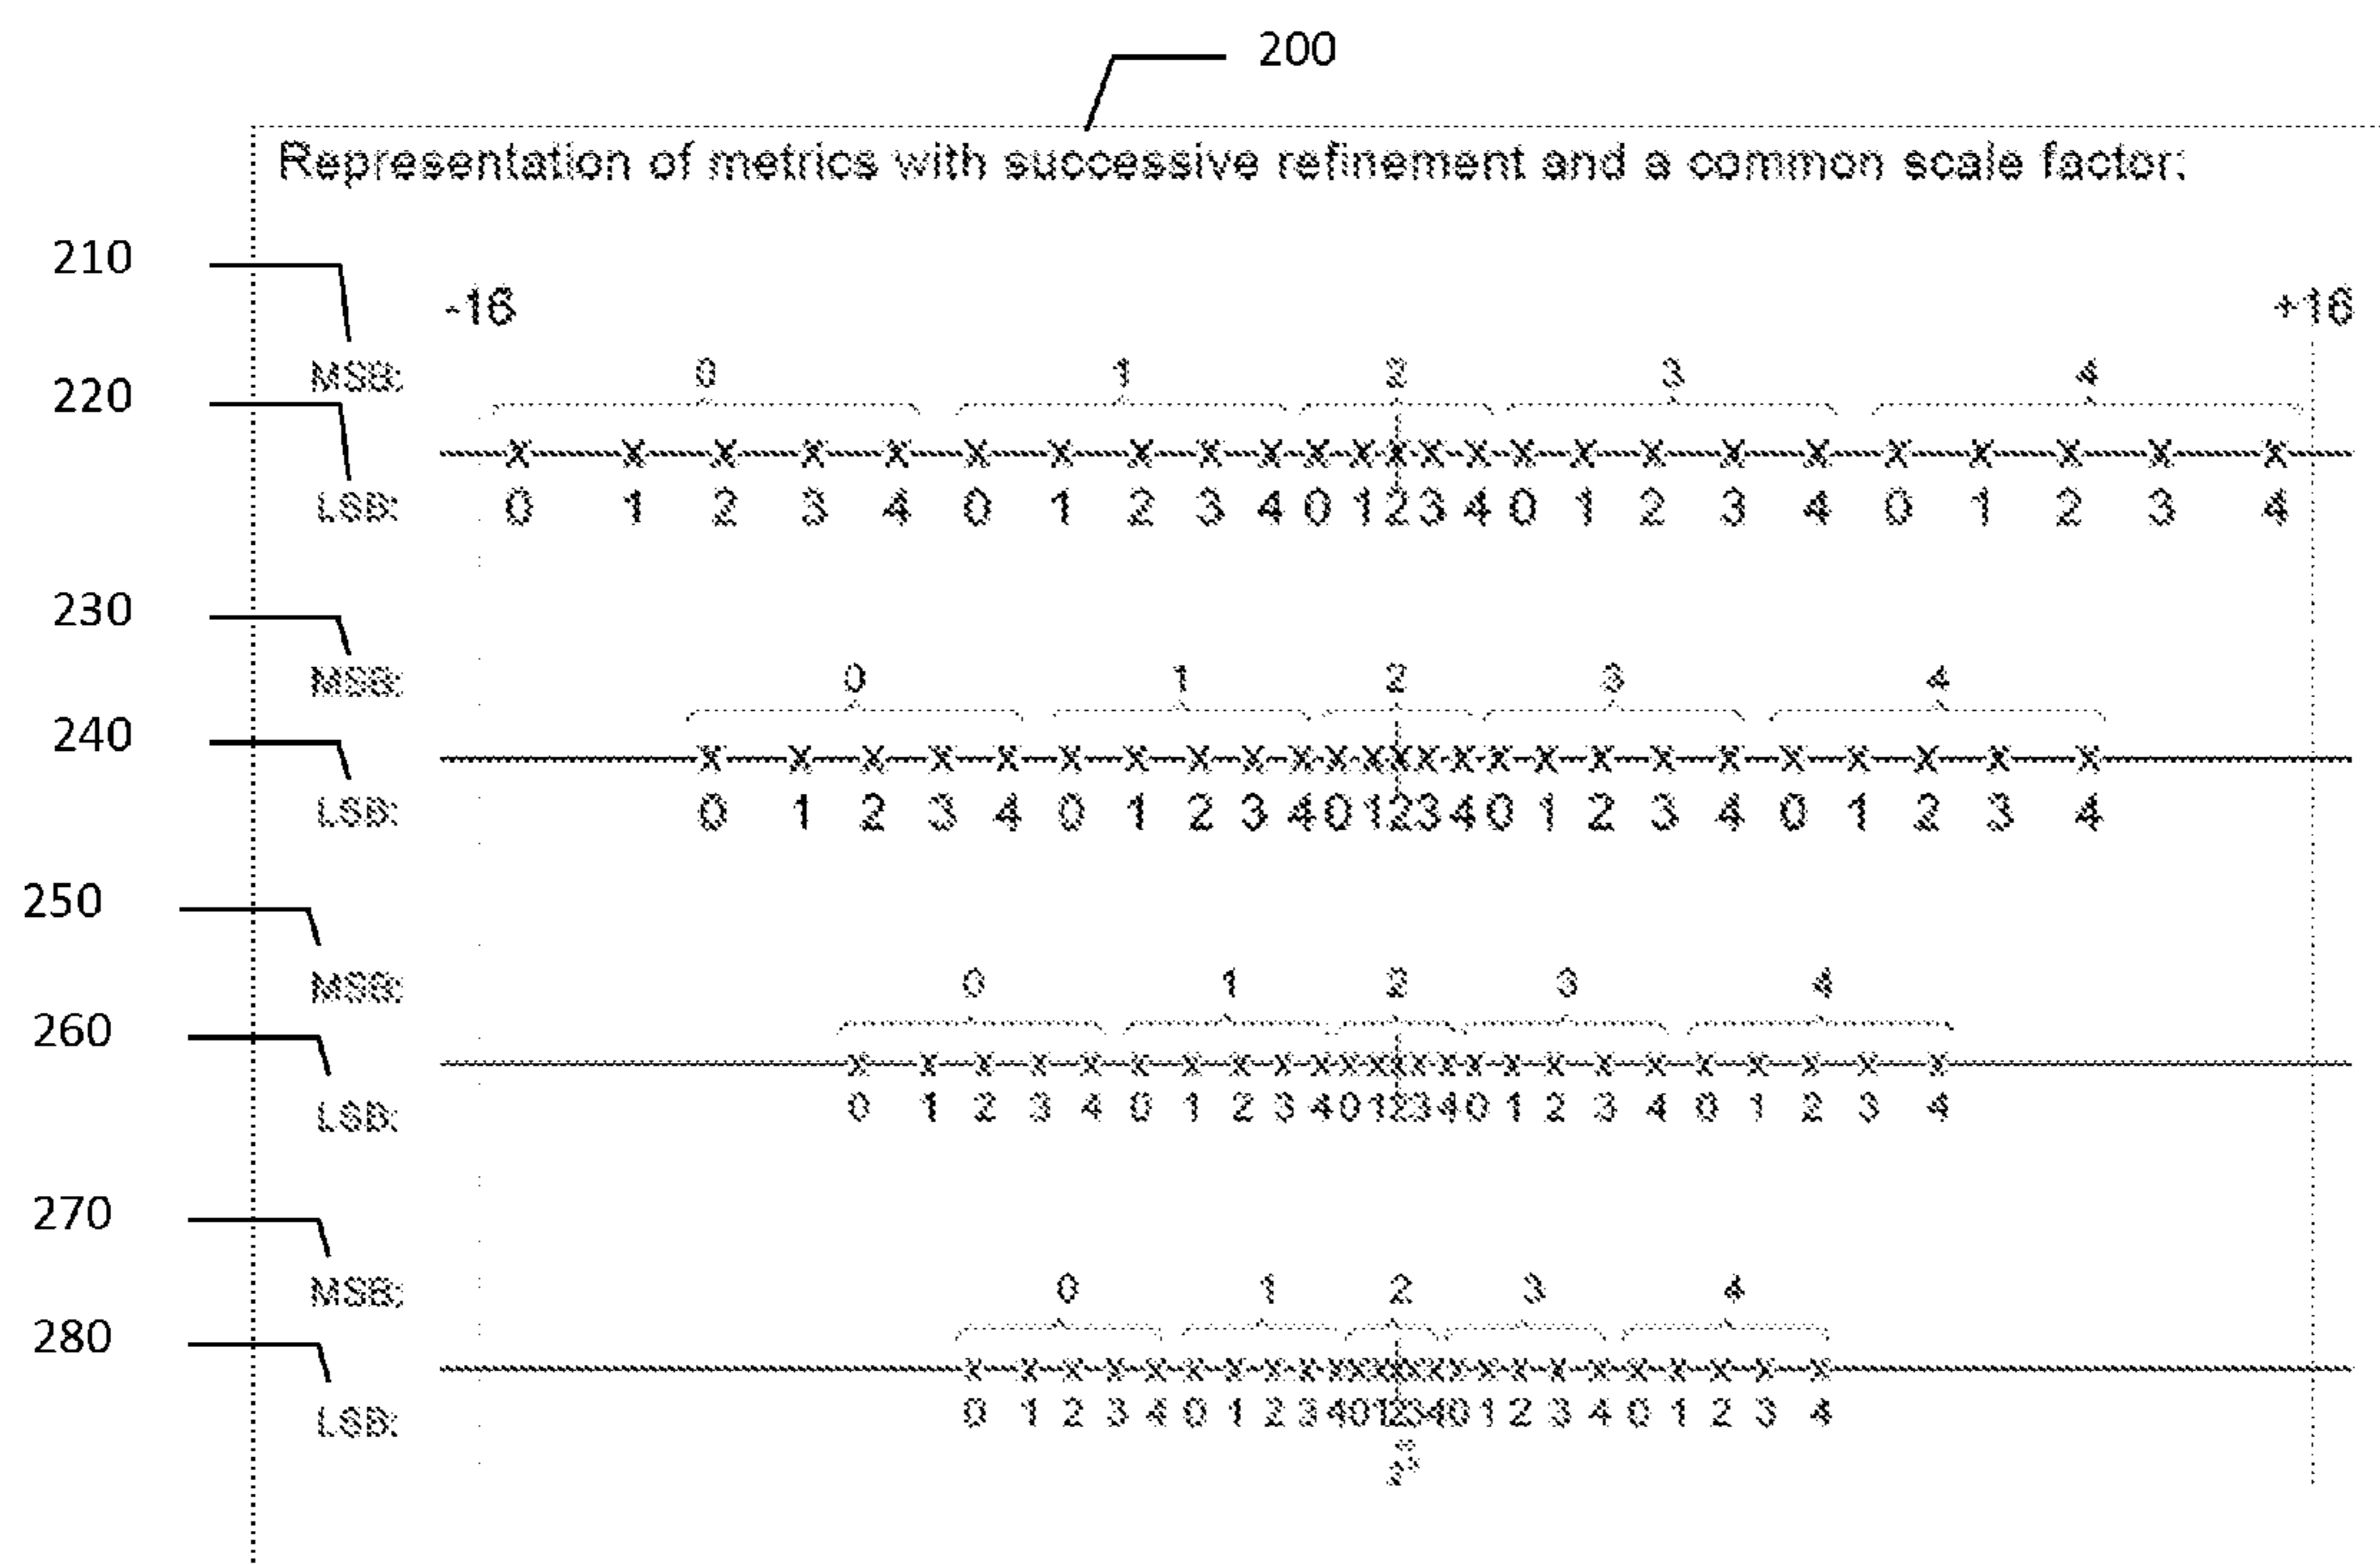 200
Representation of metrics with successive refinement and a common scale factor:
210
-16 +16
MSB: 0 1 2 3 4
220
LSB: 0 1 2 3 4 0 1 2 3 4 0 1 2 3 4 0 1 2 3 4 0 1 2 3 4
230
MSB: 0 1 2 3 4
240
LSB: 0 1 2 3 4 0 1 2 3 4 0 1 2 3 4 0 1 2 3 4 0 1 2 3 4
250
MSB: 0 1 2 3 4
260
LSB: 0 1 2 3 4 0 1 2 3 4 0 1 2 3 4 0 1 2 3 4 0 1 2 3 4
270
MSB: 0 1 2 3 4
280
LSB: 0 1 2 3 4 0 1 2 3 4 0 1 2 3 4 0 1 2 3 4 0 1 2 3 4